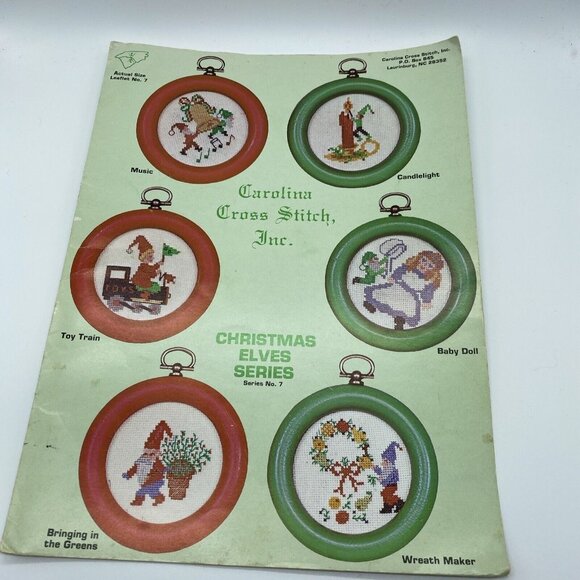 Actual Size
Leaflet No. 7
Carolina Cross Stitch, Inc.
P.O. Box 845
Laurinburg, NC 28352
Music
Candlelight
Carolina
Cross Stitch,
Inc.
TOYS
Toy Train
Baby Doll
CHRISTMAS
ELVES
SERIES
Series No. 7
Bringing in
the Greens
Wreath Maker